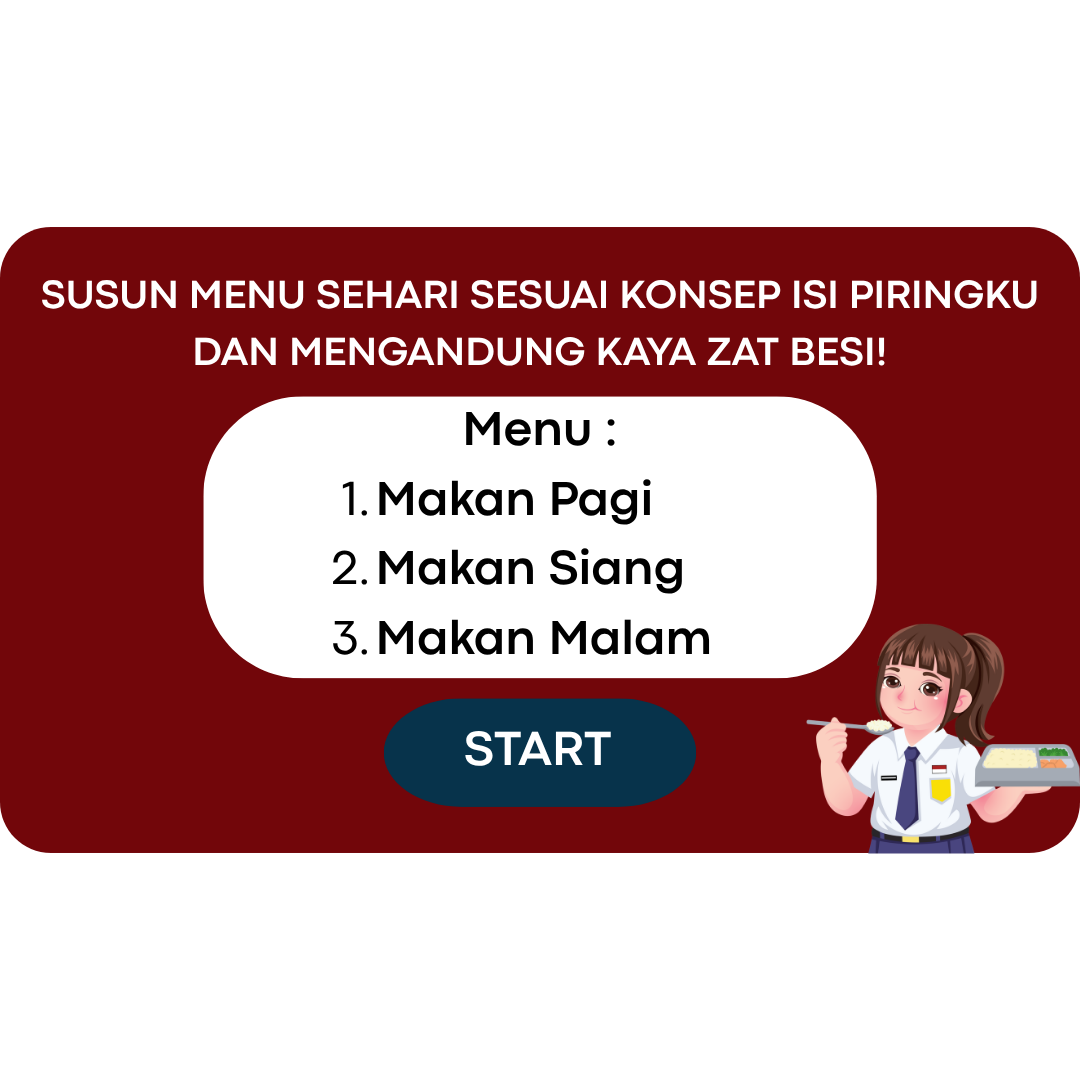 SUSUN MENU SEHARI SESUAI KONSEP ISI PIRINGKU
DAN MENGANDUNG KAYA ZAT BESI!
Menu :
1. Makan Pagi
2. Makan Siang
3. Makan Malam
START